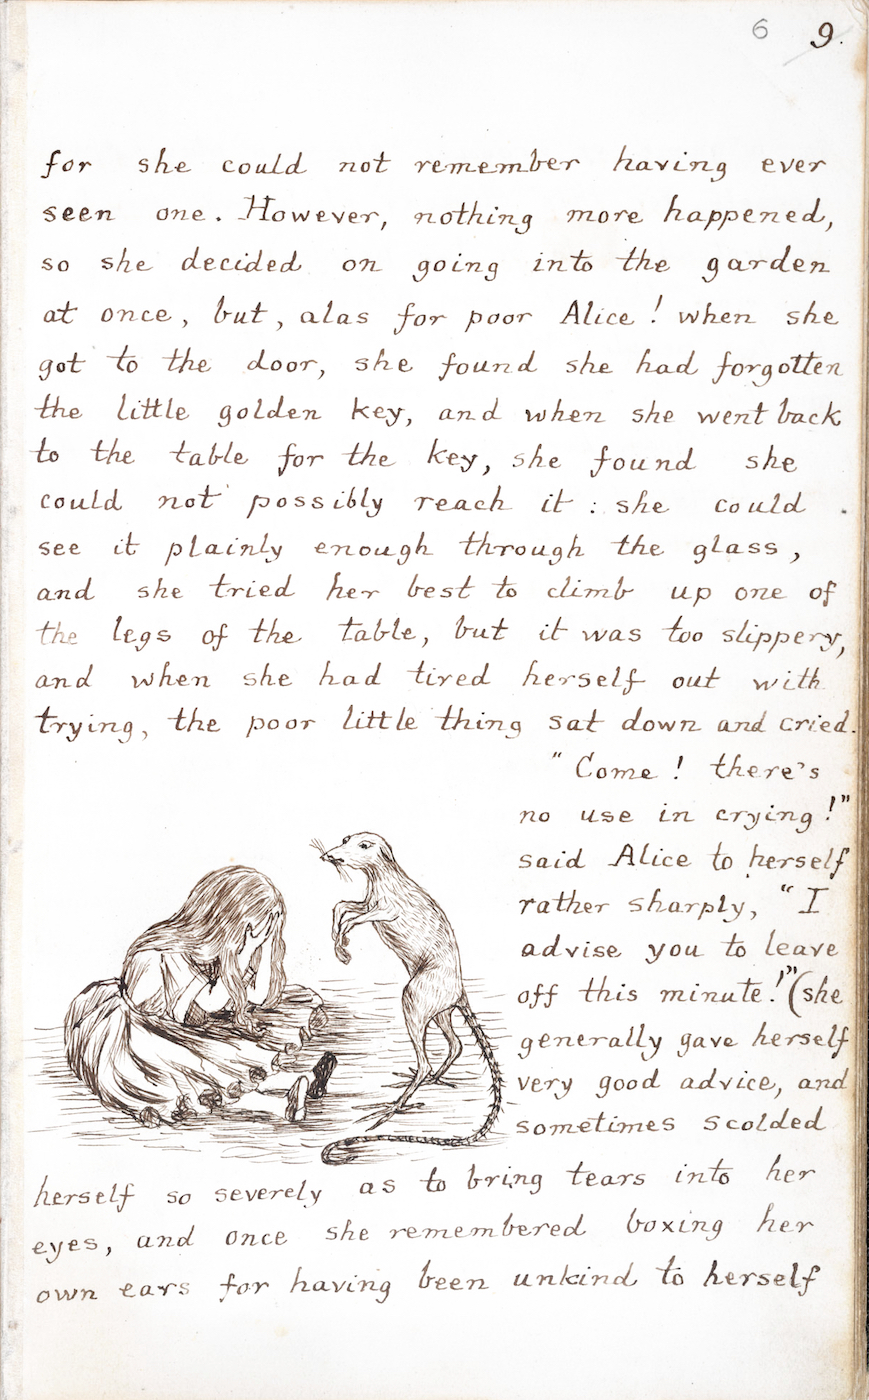 6 9.
for she could not remember having ever
seen one. However, nothing more happened,
so she decided on going into the garden
at once, but, alas for poor Alice! when she
got to the door, she found she had forgotten
the little golden key, and when she went back
to the table for the key, she found she
could not possibly reach it: she could
see it plainly enough through the glass,
and she tried her best to climb up one of
the legs of the table, but it was too slippery,
and when she had tired herself out with
trying, the poor little thing sat down and cried.
"Come! there's
no use in crying!"
said Alice to herself
rather sharply, "I
advise you to leave
off this minute!" (she
generally gave herself
very good advice, and
sometimes scolded
herself so severely as to bring tears into her
eyes, and once she remembered boxing her
own ears for having been unkind to herself